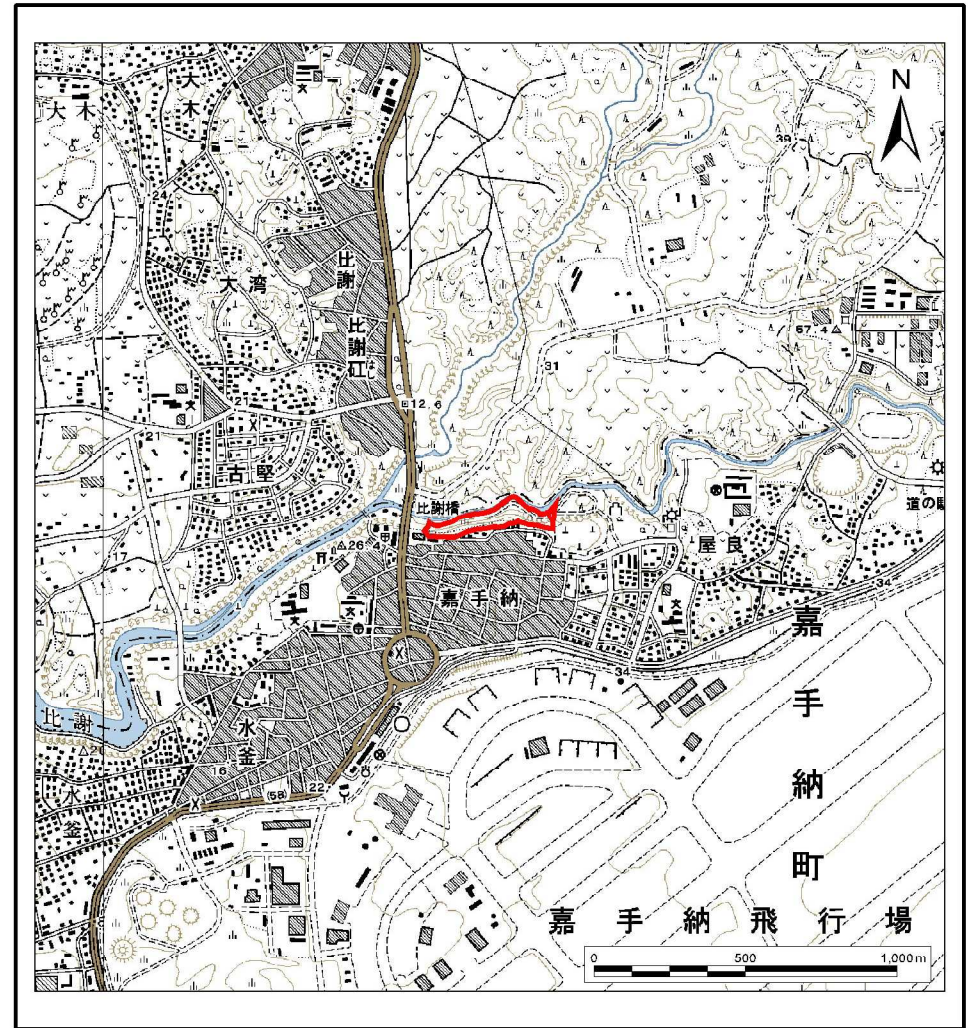 大木
大木
N
39
24
比謝
大湾
比謝矼
67.4
31
12.6
21
21
古堅
道の駅
比謝橋
17
26.4
屋良
嘉手納
34
嘉手納町
34
比謝
水釜
16
22
(58)
水釜
嘉手納飛行場
0 500 1,000m